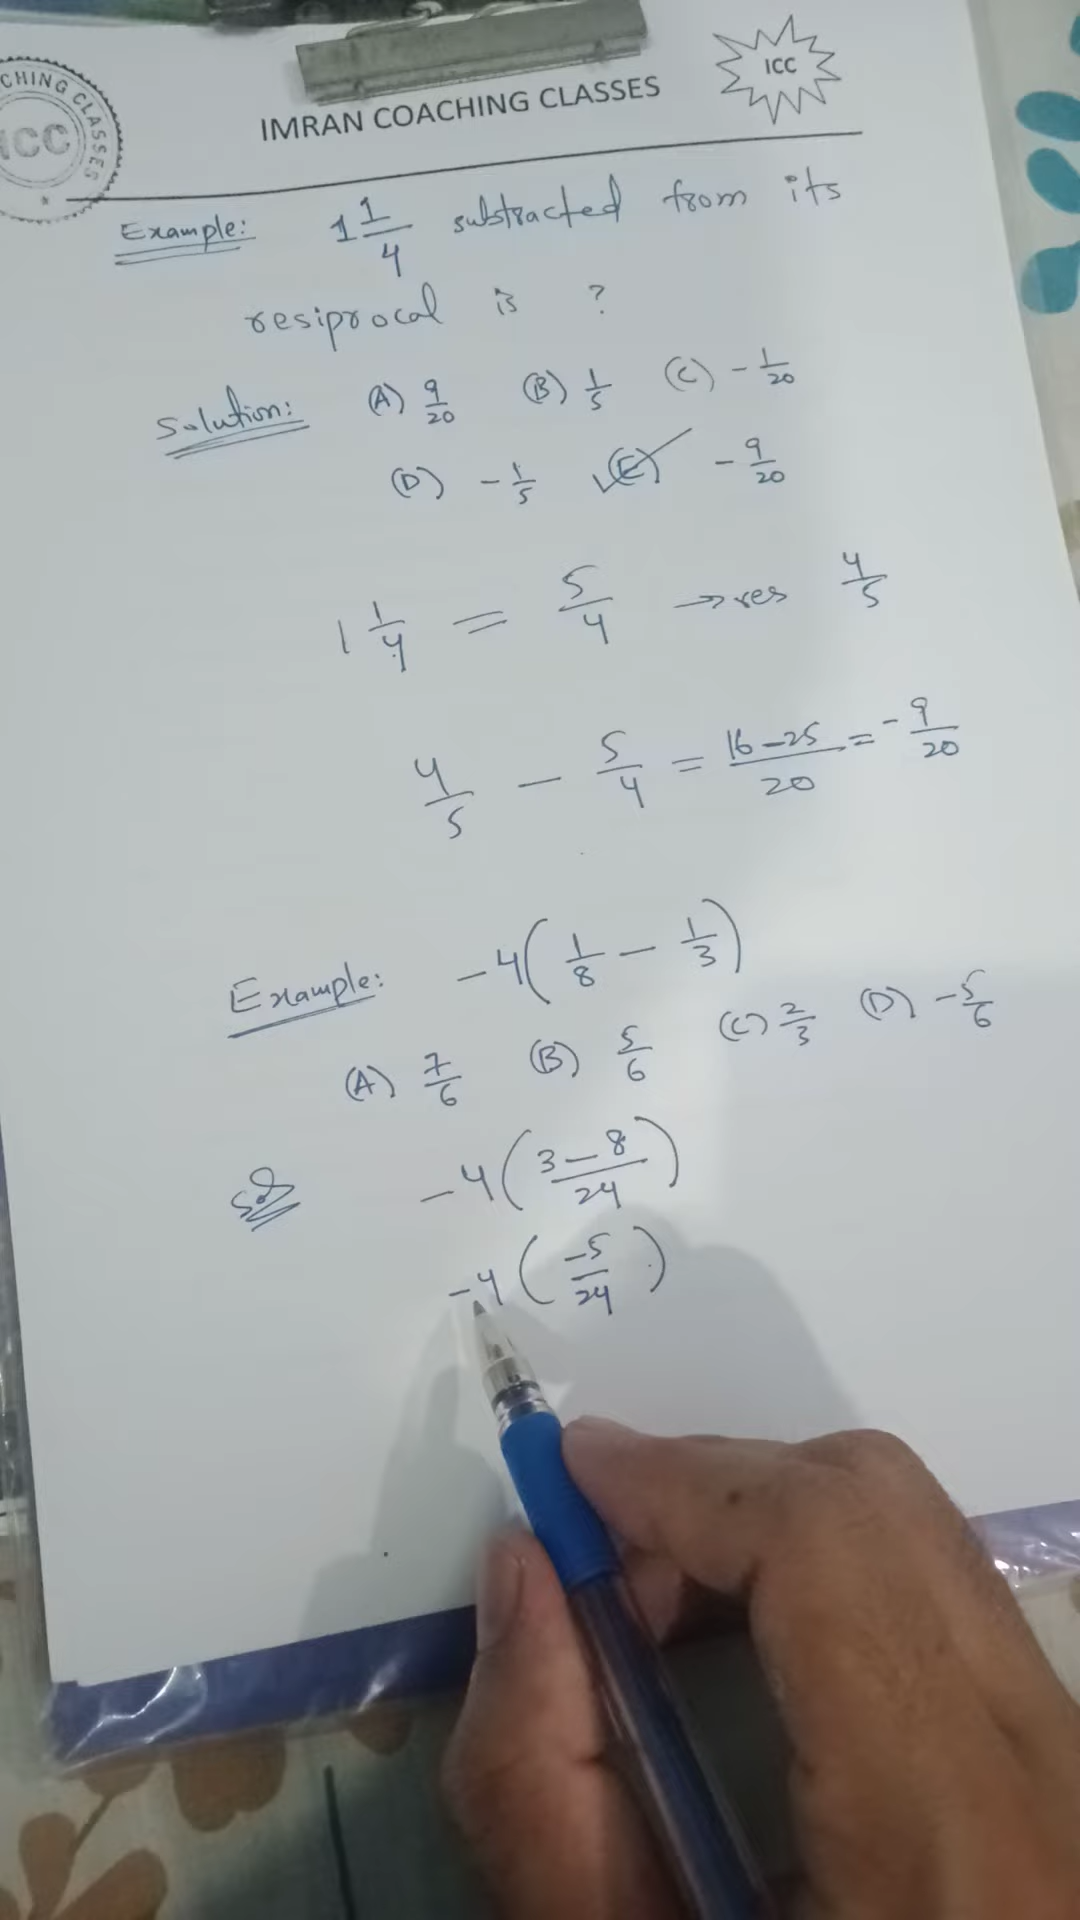 CHING CLASSES
ICC
IMRAN COACHING CLASSES
ICC
Example: 1 1/4 subtracted from its
resiprocal is ?
Solution: (A) 9/20 (B) 1/5 (C) - 1/20
(D) - 1/5 (E) - 9/20
1 1/4 = 5/4 → res 4/5
4/5 - 5/4 = 16-25/20 = - 9/20
Example: -4(1/8 - 1/3)
(A) 7/6 (B) 5/6 (C) 2/3 (D) - 5/6
Sol -4(3-8/24)
-4(-5/24)